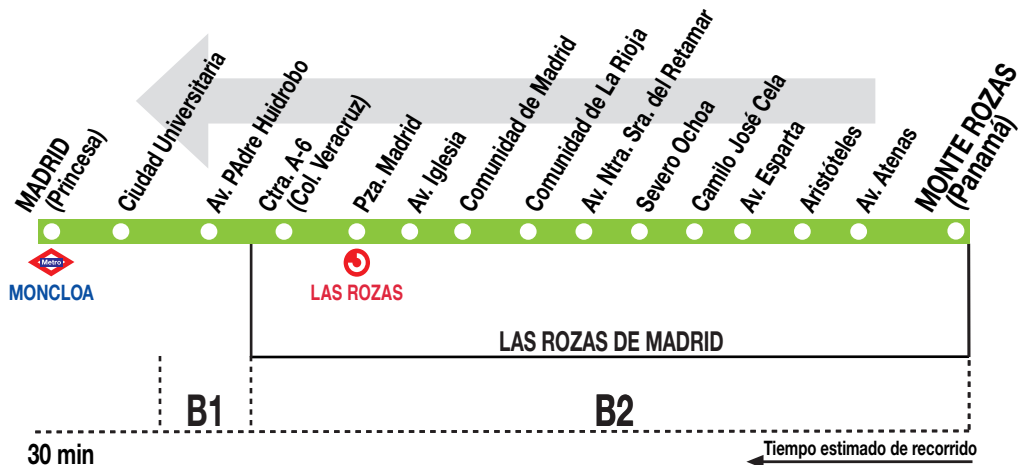 MADRID
(Princesa)
Ciudad Universitaria
Av. PAdre Huidrobo
Ctra. A-6
(Col. Veracruz)
Pza. Madrid
Av. Iglesia
Comunidad de Madrid
Comunidad de La Rioja
Av. Ntra. Sra. del Retamar
Severo Ochoa
Camilo José Cela
Av. Esparta
Aristóteles
Av. Atenas
MONTE ROZAS
(Panamá)
Metro
MONCLOA
LAS ROZAS
LAS ROZAS DE MADRID
B1
B2
30 min
Tiempo estimado de recorrido